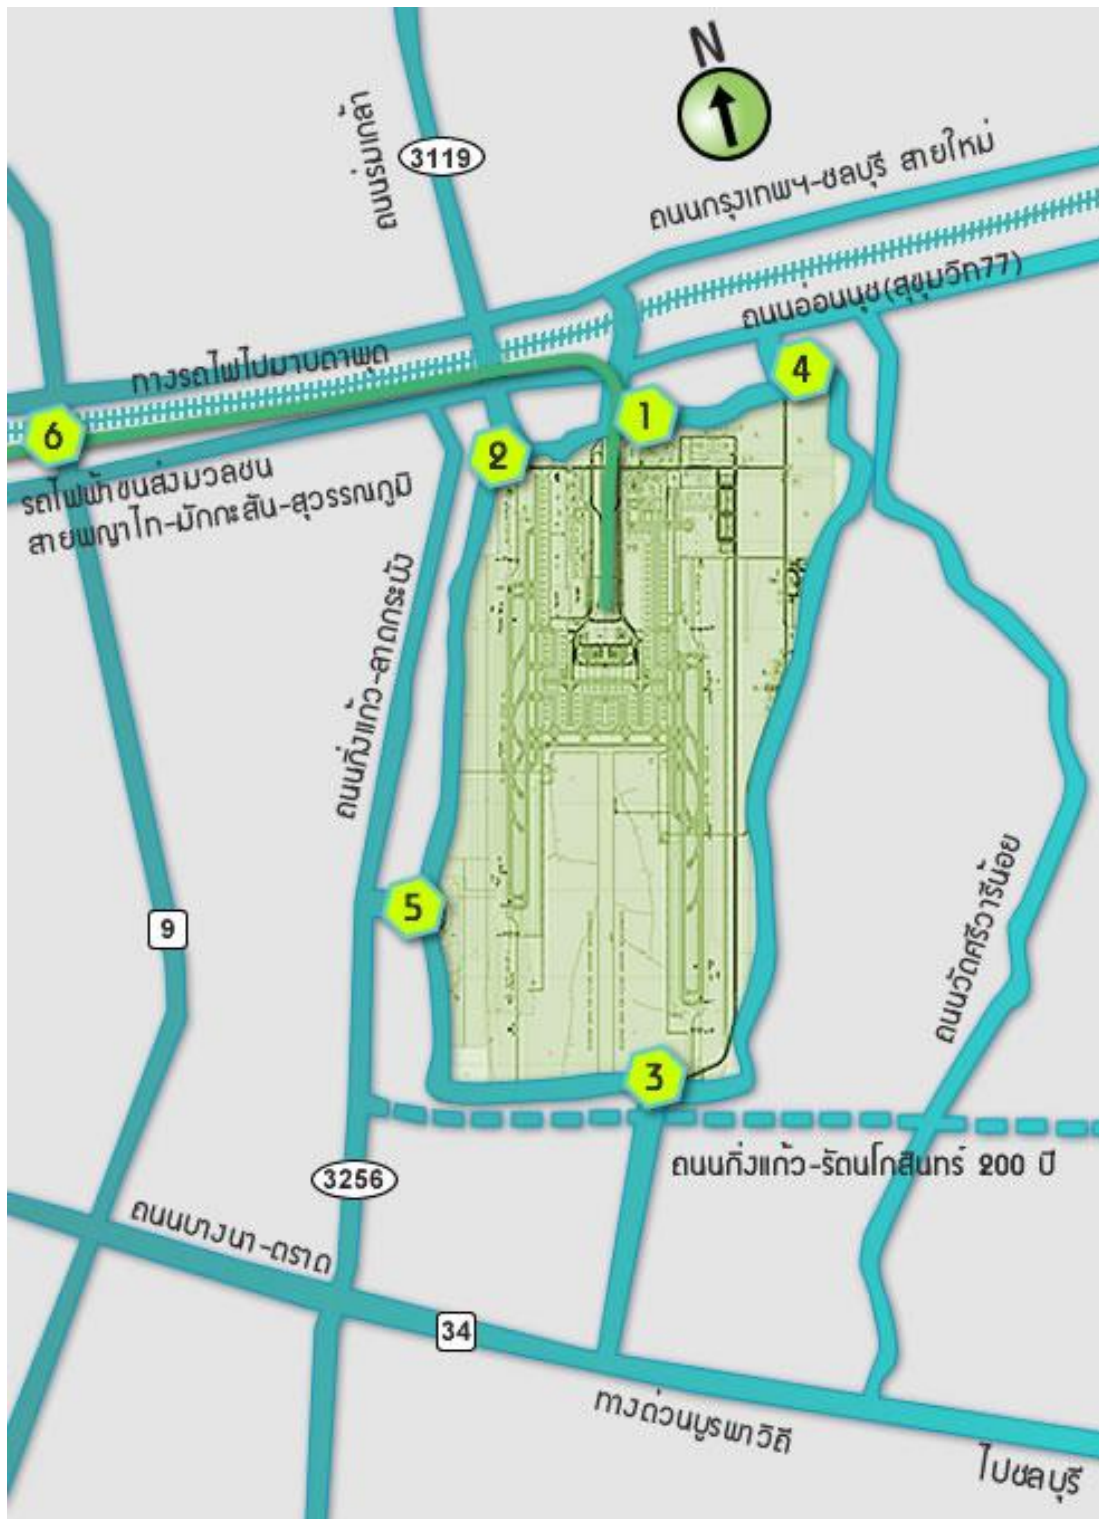 N
ถนนร่มเกล้า
3119
ถนนกรุงเทพฯ-ชลบุรี สายใหม่
ถนนอ่อนนุช(สุขุมวิท77)
ทางรถไฟไปมาบตาพุด
4
1
6
2
รถไฟฟ้าขนส่งมวลชน
สายพญาไท-มักกะสัน-สุวรรณภูมิ
ถนนกิ่งแก้ว-ลาดกระบัง
5
9
ถนนวัดศรีวารีน้อย
3
ถนนกิ่งแก้ว-รัตนโกสินทร์ 200 ปี
3256
ถนนบางนา-ตราด
34
ทางด่วนบูรพาวิถี
ไปชลบุรี